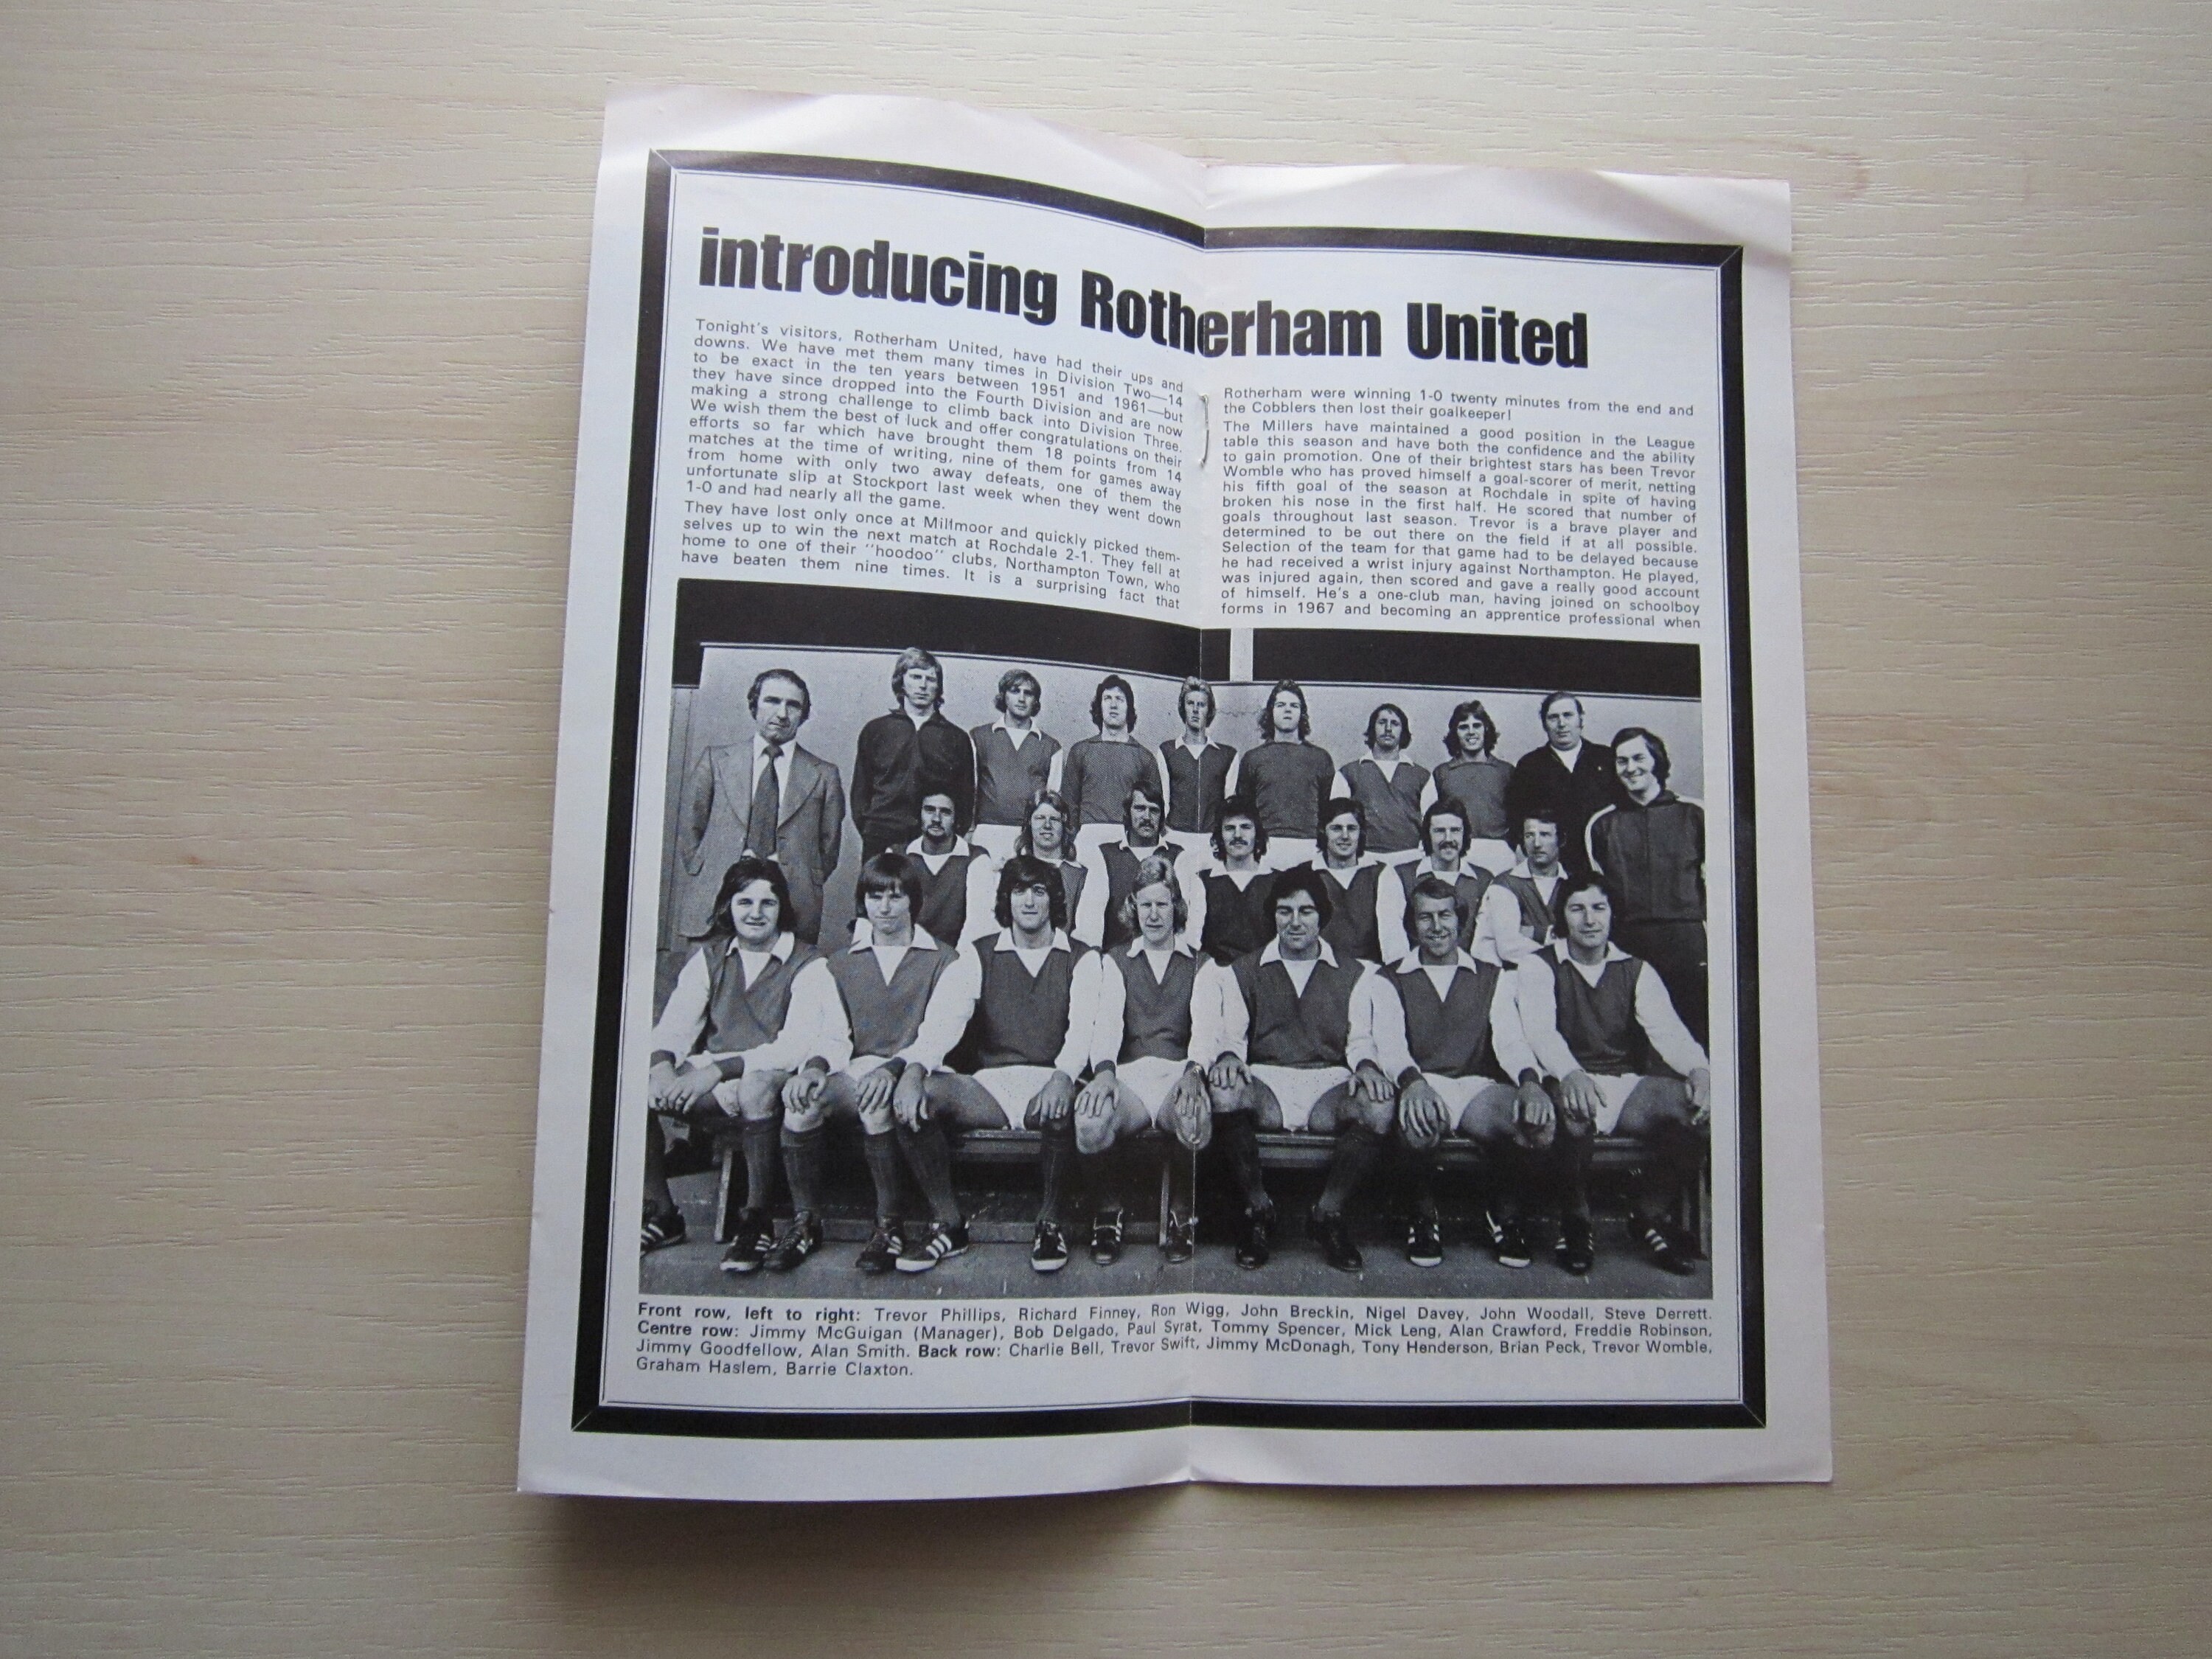 introducing Rotherham United
Tonight's visitors, Rotherham United, have had their ups and
downs. We have met them many times in Division Two—14
to be exact in the ten years between 1951 and 1961—but
they have since dropped into the Fourth Division and are now
making a strong challenge to climb back into Division Three.
We wish them the best of luck and offer congratulations on their
efforts so far which have brought them 18 points from 14
matches at the time of writing, nine of them for games away
from home with only two away defeats, one of them the
unfortunate slip at Stockport last week when they went down
1-0 and had nearly all the game.
They have lost only once at Millmoor and quickly picked them-
selves up to win the next match at Rochdale 2-1. They fell at
home to one of their "hoodoo" clubs, Northampton Town, who
have beaten them nine times. It is a surprising fact that
Rotherham were winning 1-0 twenty minutes from the end and
the Cobblers then lost their goalkeeper!
The Millers have maintained a good position in the League
table this season and have both the confidence and the ability
to gain promotion. One of their brightest stars has been Trevor
Womble who has proved himself a goal-scorer of merit, netting
his fifth goal of the season at Rochdale in spite of having
broken his nose in the first half. He scored that number of
goals throughout last season. Trevor is a brave player and
determined to be out there on the field if at all possible.
Selection of the team for that game had to be delayed because
he had received a wrist injury against Northampton. He played,
was injured again, then scored and gave a really good account
of himself. He's a one-club man, having joined on schoolboy
forms in 1967 and becoming an apprentice professional when
Front row, left to right: Trevor Phillips, Richard Finney, Ron Wigg, John Breckin, Nigel Davey, John Woodall, Steve Derrett.
Centre row: Jimmy McGuigan (Manager), Bob Delgado, Paul Syrat, Tommy Spencer, Mick Leng, Alan Crawford, Freddie Robinson,
Jimmy Goodfellow, Alan Smith. Back row: Charlie Bell, Trevor Swift, Jimmy McDonagh, Tony Henderson, Brian Peck, Trevor Womble,
Graham Haslem, Barrie Claxton.